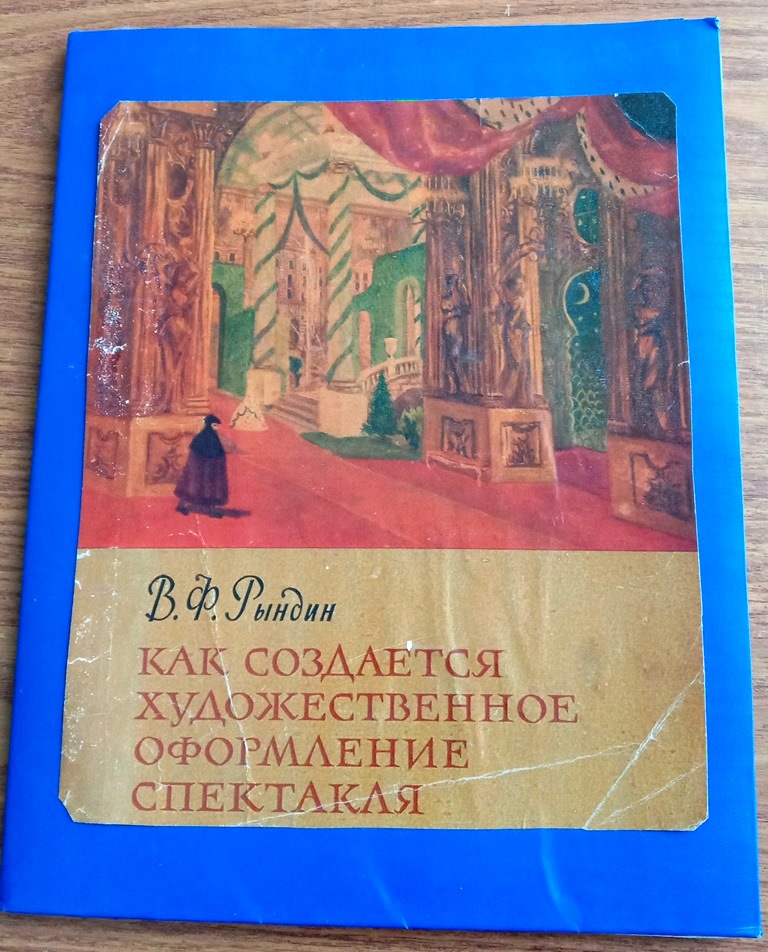 В. Ф. Рындин
КАК СОЗДАЕТСЯ
ХУДОЖЕСТВЕННОЕ
ОФОРМЛЕНИЕ
СПЕКТАКЛЯ